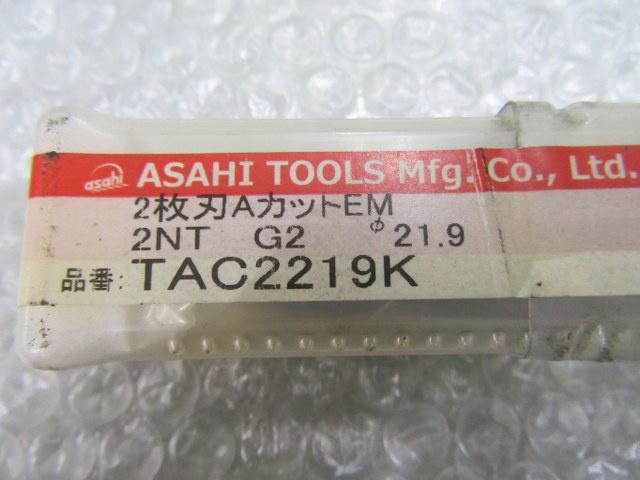 asahi ASAHI TOOLS Mfg. Co., Ltd.
2枚刃AカットEM
2NT G2 φ21.9
品番: TAC2219K